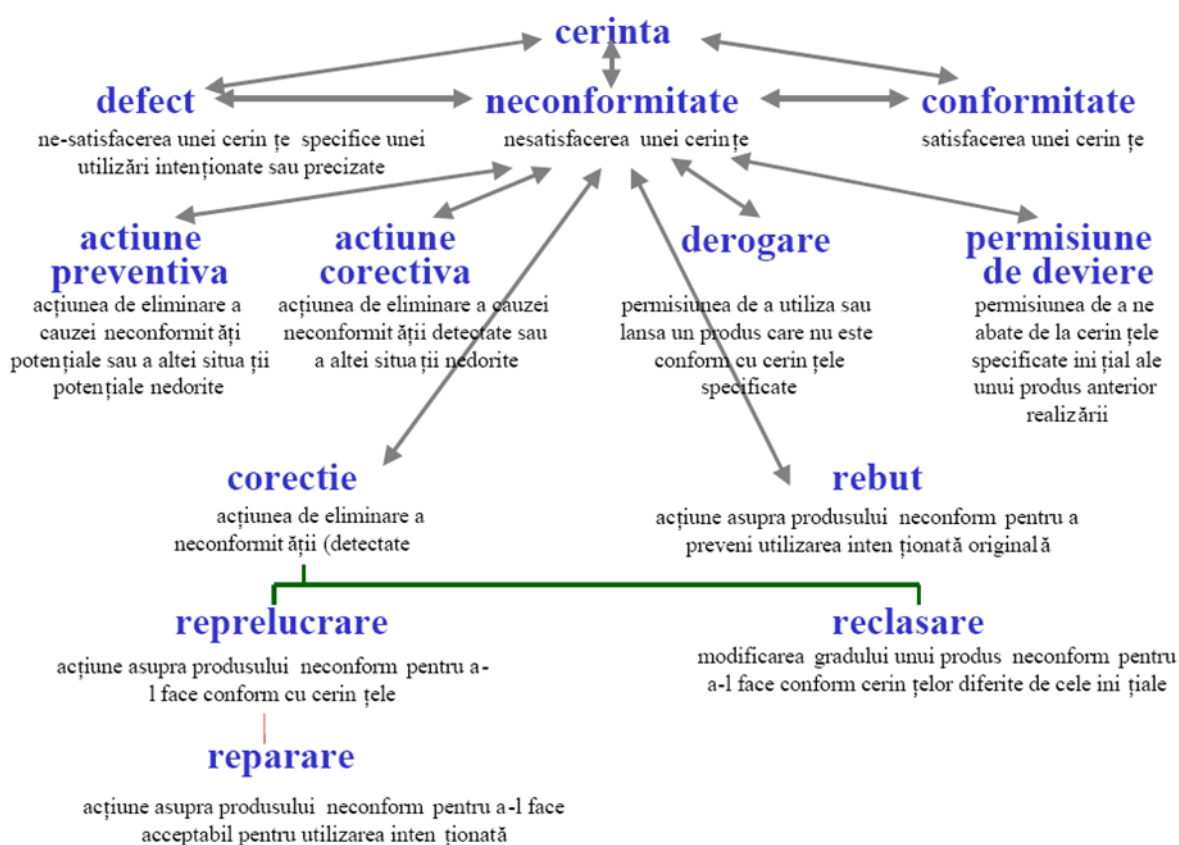 cerinta
defect
neconformitate
conformitate
ne-satisfacerea unei cerin țe specifice unei
utilizări intenționate sau precizate
nesatisfacerea unei cerințe
satisfacerea unei cerin țe
actiune
preventiva
acțiunea de eliminare a
cauzei neconformit ăți
potențiale sau a altei situa ții
potențiale nedorite
actiune
corectiva
acțiunea de eliminare a cauzei
neconformit ății detectate sau
a altei situa ții nedorite
derogare
permisiunea de a utiliza sau
lansa un produs care nu este
conform cu cerin țele
specificate
permisiune
de deviere
permisiunea de a ne
abate de la cerin țele
specificate ini țial ale
unui produs anterior
realizării
corectie
acțiunea de eliminare a
neconformit ății (detectate
rebut
acțiune asupra produsului neconform pentru a
preveni utilizarea inten ționată originală
reprelucrare
acțiune asupra produsului neconform pentru a-
l face conform cu cerin țele
reclasare
modificarea gradului unui produs neconform pentru
a-l face conform cerin țelor diferite de cele ini țiale
reparare
acțiune asupra produsului neconform pentru a-l face
acceptabil pentru utilizarea inten ționată